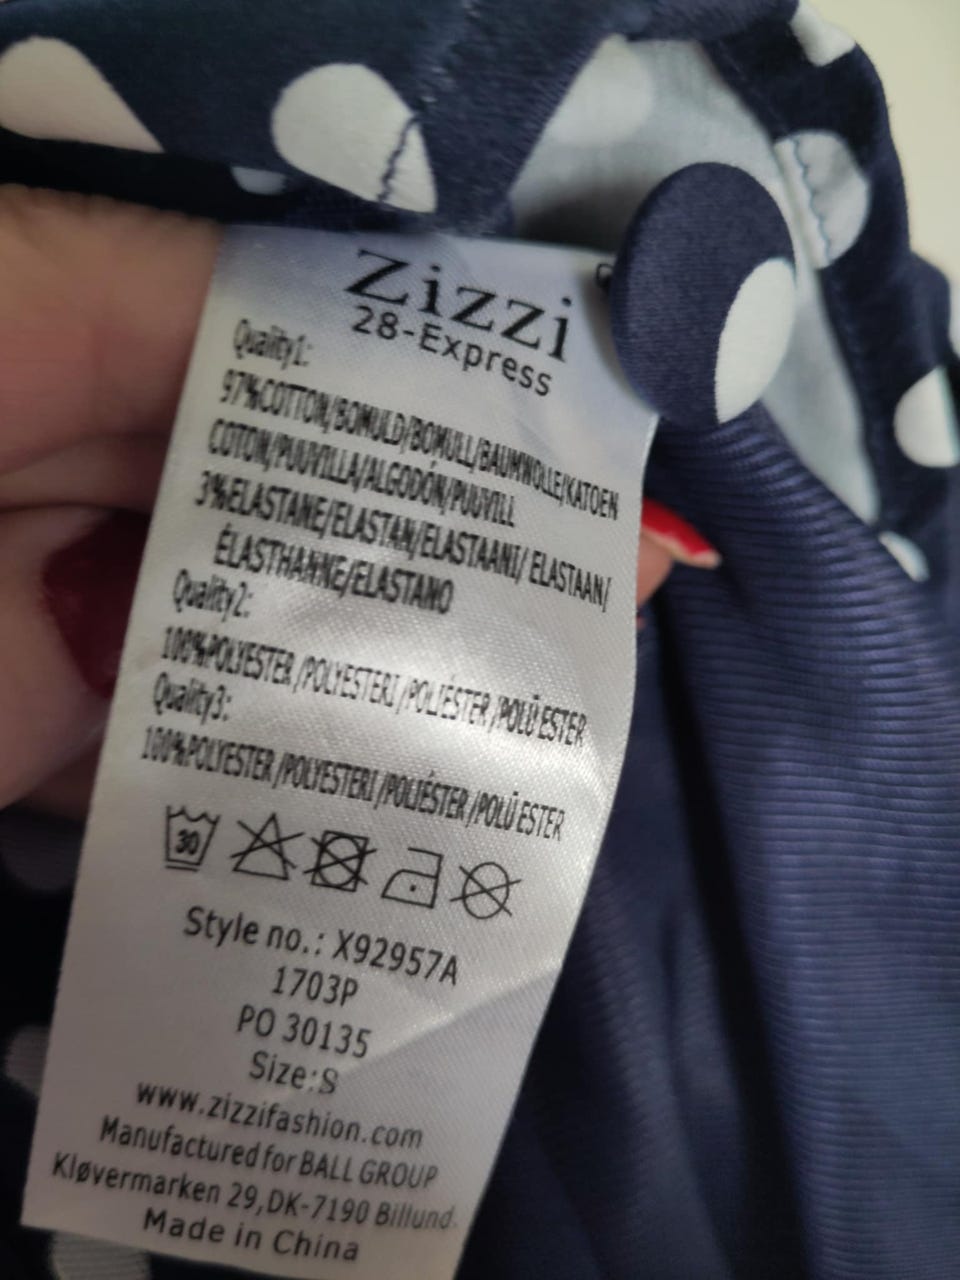 Zizzi
28-Express
Quality1:
97%COTTON/BOMULD/BOMULL/BAUMWOLLE/KATOEN
COTON/PUUVILLA/ALGODÓN/PUUVILL
3%ELASTANE/ELASTAN/ELASTAANI/ ELASTAAN/
ÉLASTHANNE/ELASTANO
Quality2:
100%POLYESTER /POLYESTERI /POLIÉSTER /POLÜ ESTER
Quality3:
100%POLYESTER /POLYESTERI /POLIÉSTER /POLÜ ESTER
30
Style no.: X92957A
1703P
PO 30135
Size:S
www.zizzifashion.com
Manufactured for BALL GROUP
Kløvermarken 29,DK-7190 Billund.
Made in China